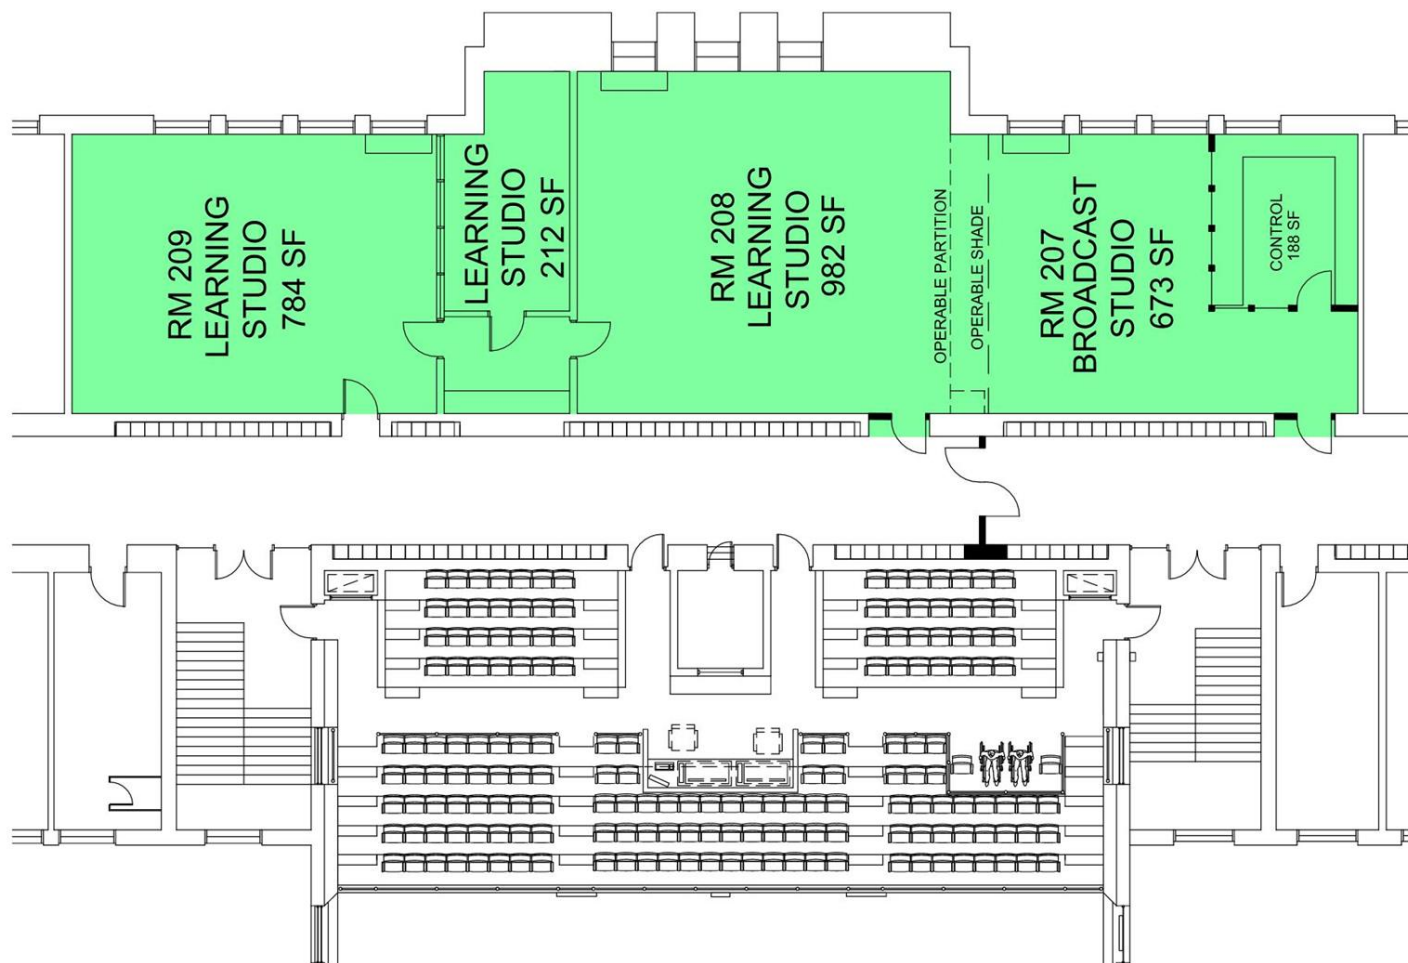 RM 209
LEARNING
STUDIO
784 SF
LEARNING
STUDIO
212 SF
RM 208
LEARNING
STUDIO
982 SF
OPERABLE PARTITION
OPERABLE SHADE
RM 207
BROADCAST
STUDIO
673 SF
CONTROL
188 SF